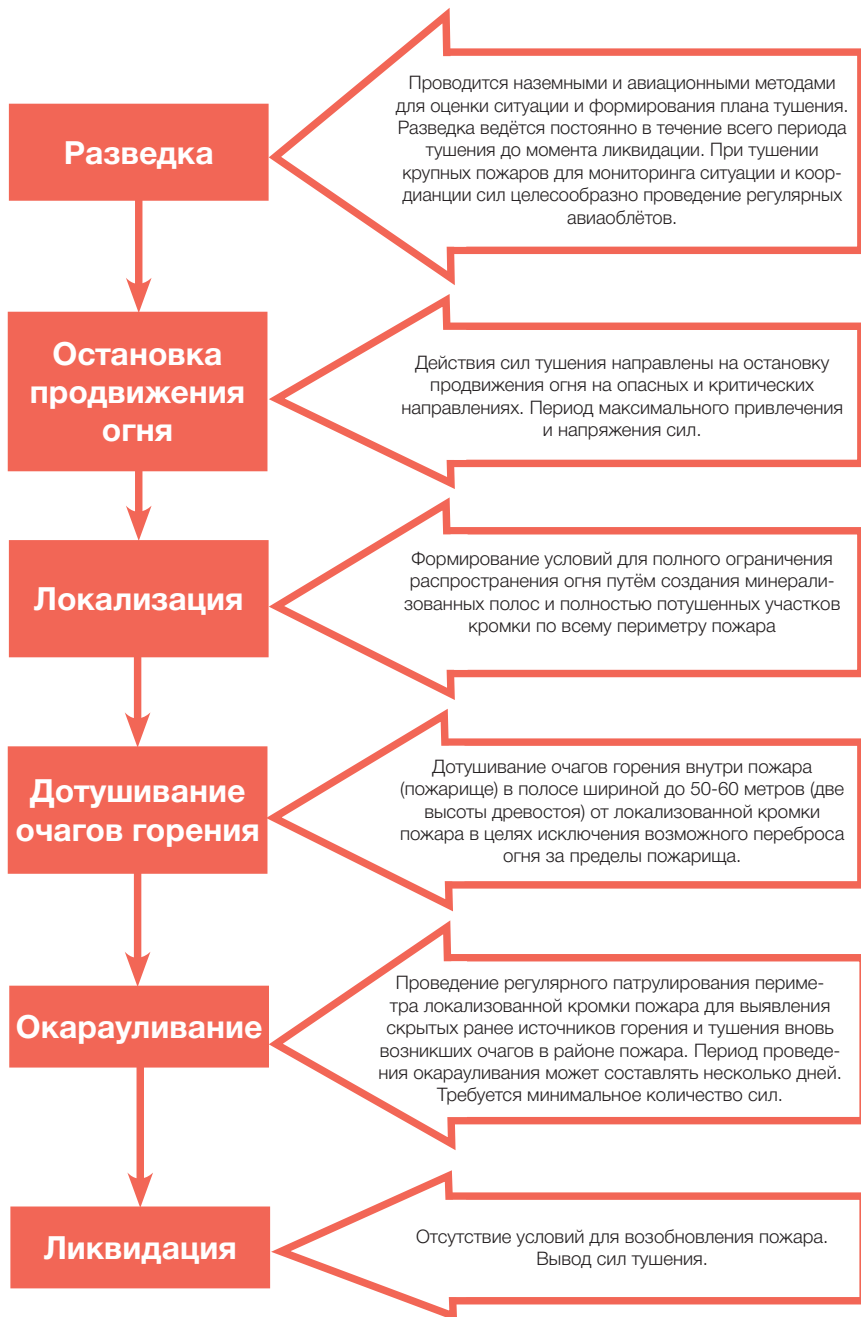 Разведка
Проводится наземными и авиационными методами
для оценки ситуации и формирования плана тушения.
Разведка ведётся постоянно в течение всего периода
тушения до момента ликвидации. При тушении
крупных пожаров для мониторинга ситуации и коор-
дианции сил целесообразно проведение регулярных
авиаоблётов.
Остановка
продвижения
огня
Действия сил тушения направлены на остановку
продвижения огня на опасных и критических
направлениях. Период максимального привлечения
и напряжения сил.
Локализация
Формирование условий для полного ограничения
распространения огня путём создания минерали-
зованных полос и полностью потушенных участков
кромки по всему периметру пожара
Дотушивание
очагов горения
Дотушивание очагов горения внутри пожара
(пожарище) в полосе шириной до 50-60 метров (две
высоты древостоя) от локализованной кромки
пожара в целях исключения возможного переброса
огня за пределы пожарища.
Окарауливание
Проведение регулярного патрулирования периме-
тра локализованной кромки пожара для выявления
скрытых ранее источников горения и тушения вновь
возникших очагов в районе пожара. Период проведе-
ния окарауливания может составлять несколько дней.
Требуется минимальное количество сил.
Ликвидация
Отсутствие условий для возобновления пожара.
Вывод сил тушения.